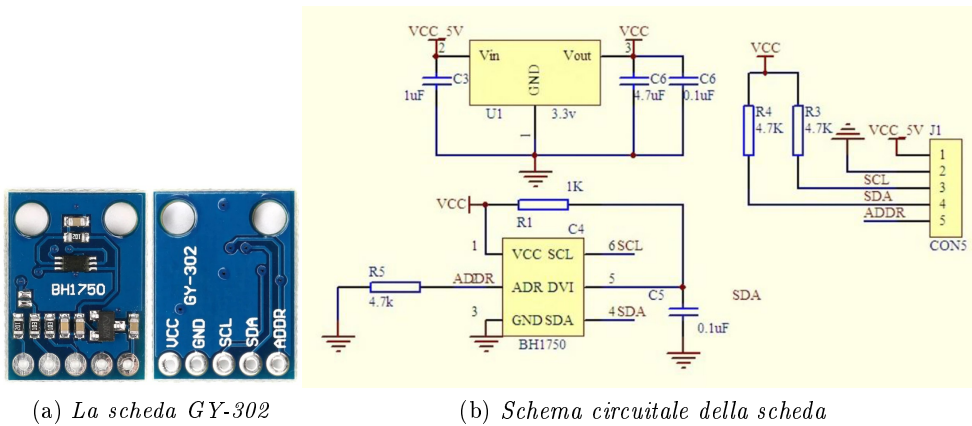 VCC_5V
VCC
2
3
Vin
Vout
GND
C3
1uF
C6
4.7uF
C6
0.1uF
U1
3.3v
1
VCC
R4
4.7K
R3
4.7K
J1
VCC_5V
1
2
SCL
3
SDA
4
ADDR
5
CON5
1K
VCC
R1
C4
1
VCC SCL
6 SCL
R5
ADDR
ADR DVI
5
C5
SDA
4.7k
3
GND SDA
4 SDA
0.1uF
BH1750
BH1750
GY-302
VCC
GND
SCL
SDA
ADDR
(a) La scheda GY-302
(b) Schema circuitale della scheda